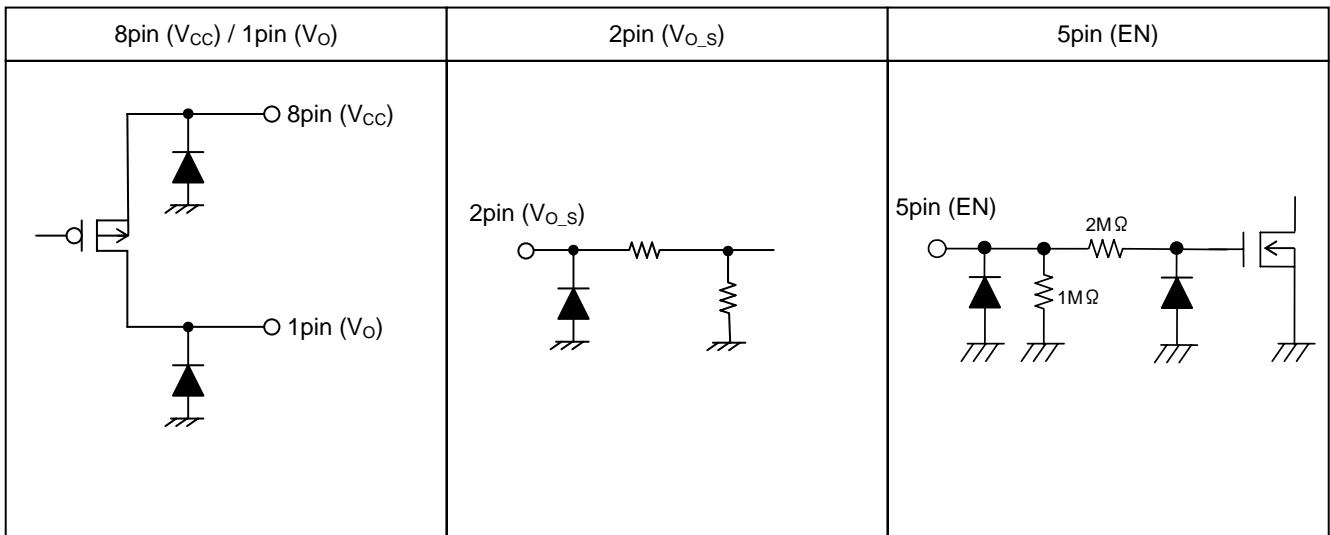 8pin (VCC) / 1pin (VO)
2pin (VO_S)
5pin (EN)
8pin (VCC)
1pin (VO)
2pin (VO_S)
5pin (EN)
2MΩ
1MΩ